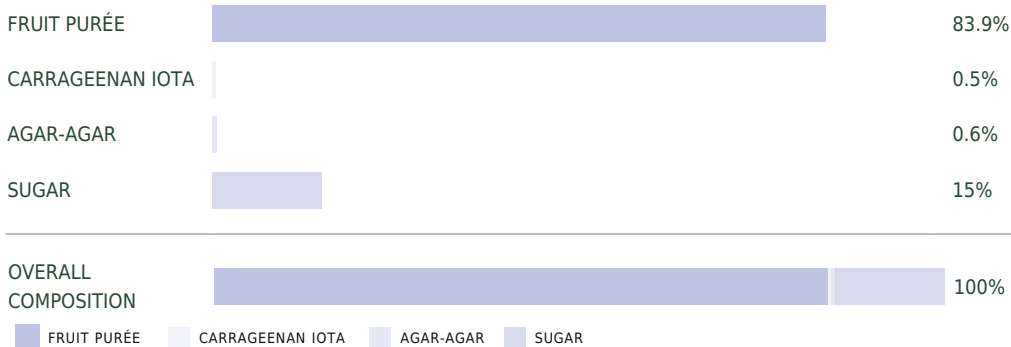 FRUIT PURÉE 83.9%
CARRAGEENAN IOTA 0.5%
AGAR-AGAR 0.6%
SUGAR 15%
OVERALL
COMPOSITION 100%
FRUIT PURÉE CARRAGEENAN IOTA AGAR-AGAR SUGAR